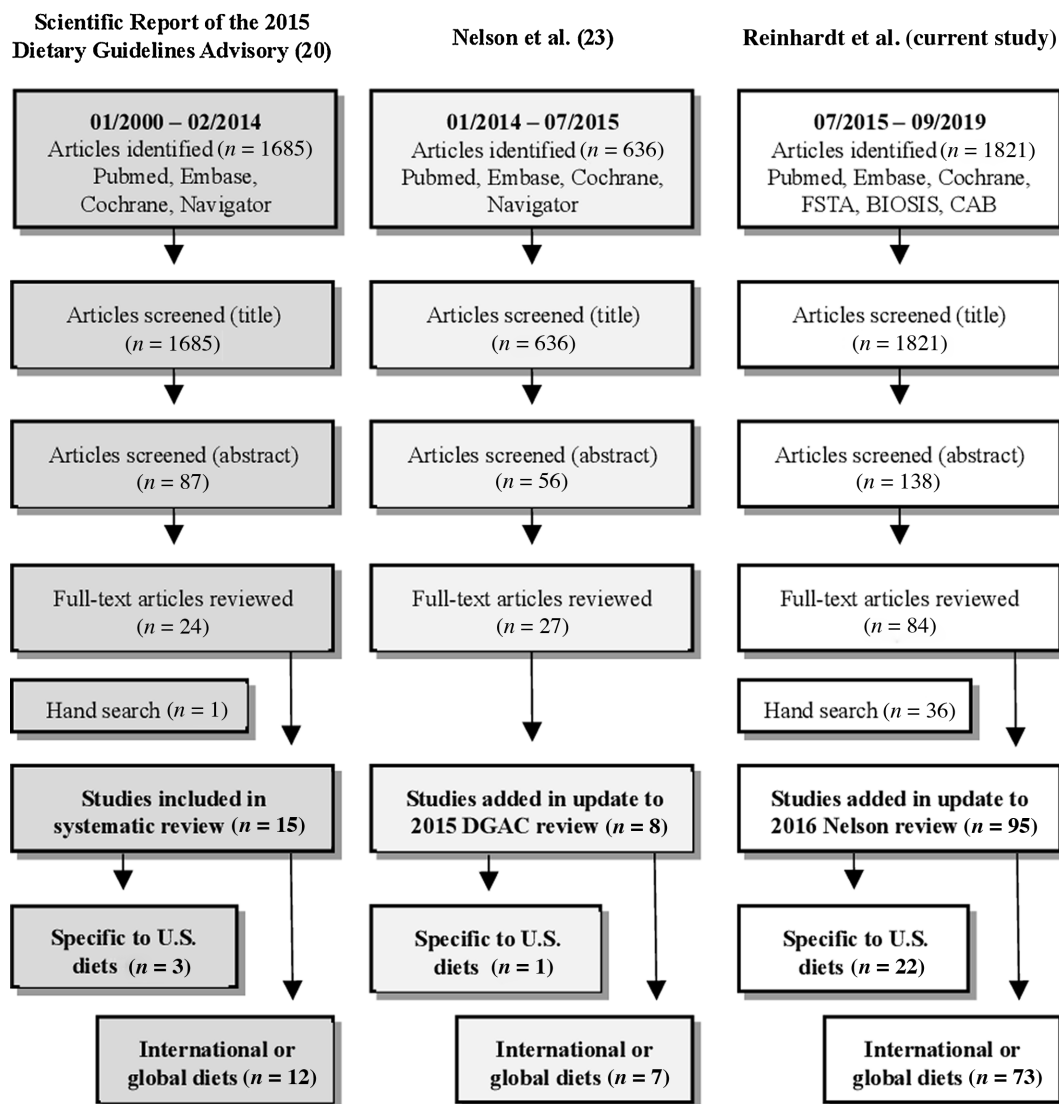 Scientific Report of the 2015
Dietary Guidelines Advisory (20)
01/2000 – 02/2014
Articles identified (n = 1685)
Pubmed, Embase,
Cochrane, Navigator
Articles screened (title)
(n = 1685)
Articles screened (abstract)
(n = 87)
Full-text articles reviewed
(n = 24)
Hand search (n = 1)
Studies included in
systematic review (n = 15)
Specific to U.S.
diets (n = 3)
International or
global diets (n = 12)
Nelson et al. (23)
01/2014 – 07/2015
Articles identified (n = 636)
Pubmed, Embase, Cochrane,
Navigator
Articles screened (title)
(n = 636)
Articles screened (abstract)
(n = 56)
Full-text articles reviewed
(n = 27)
Studies added in update to
2015 DGAC review (n = 8)
Specific to U.S.
diets (n = 1)
International or
global diets (n = 7)
Reinhardt et al. (current study)
07/2015 – 09/2019
Articles identified (n = 1821)
Pubmed, Embase, Cochrane,
FSTA, BIOSIS, CAB
Articles screened (title)
(n = 1821)
Articles screened (abstract)
(n = 138)
Full-text articles reviewed
(n = 84)
Hand search (n = 36)
Studies added in update to
2016 Nelson review (n = 95)
Specific to U.S.
diets (n = 22)
International or
global diets (n = 73)